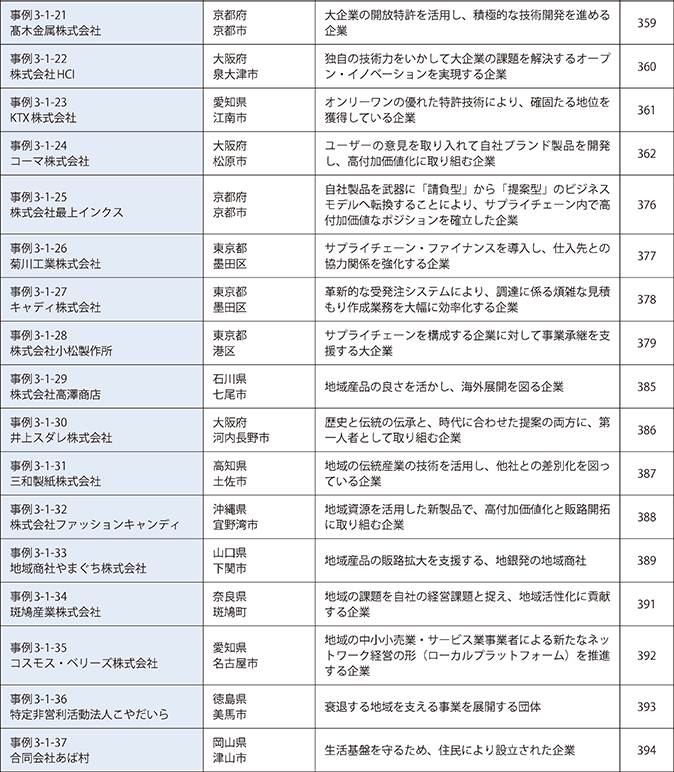 事例3-1-21
髙木金属株式会社
京都府
京都市
大企業の開放特許を活用し、積極的な技術開発を進める
企業
359
事例3-1-22
株式会社HCI
大阪府
泉大津市
独自の技術力をいかして大企業の課題を解決するオープ
ン・イノベーションを実現する企業
360
事例3-1-23
KTX株式会社
愛知県
江南市
オンリーワンの優れた特許技術により、確固たる地位を
獲得している企業
361
事例3-1-24
コーマ株式会社
大阪府
松原市
ユーザーの意見を取り入れて自社ブランド製品を開発
し、高付加価値化に取り組む企業
362
事例3-1-25
株式会社最上インクス
京都府
京都市
自社製品を武器に「請負型」から「提案型」のビジネス
モデルへ転換することにより、サプライチェーン内で高
付加価値なポジションを確立した企業
376
事例3-1-26
菊川工業株式会社
東京都
墨田区
サプライチェーン・ファイナンスを導入し、仕入先との
協力関係を強化する企業
377
事例3-1-27
キャディ株式会社
東京都
墨田区
革新的な受発注システムにより、調達に係る煩雑な見積
もり作成業務を大幅に効率化する企業
378
事例3-1-28
株式会社小松製作所
東京都
港区
サプライチェーンを構成する企業に対して事業承継を支
援する大企業
379
事例3-1-29
株式会社高澤商店
石川県
七尾市
地域産品の良さを活かし、海外展開を図る企業
385
事例3-1-30
井上スダレ株式会社
大阪府
河内長野市
歴史と伝統の伝承と、時代に合わせた提案の両方に、第
一人者として取り組む企業
386
事例3-1-31
三和製紙株式会社
高知県
土佐市
地域の伝統産業の技術を活用し、他社との差別化を図っ
ている企業
387
事例3-1-32
株式会社ファッションキャンディ
沖縄県
宜野湾市
地域資源を活用した新製品で、高付加価値化と販路開拓
に取り組む企業
388
事例3-1-33
地域商社やまぐち株式会社
山口県
下関市
地域産品の販路拡大を支援する、地銀発の地域商社
389
事例3-1-34
斑鳩産業株式会社
奈良県
斑鳩町
地域の課題を自社の経営課題と捉え、地域活性化に貢献
する企業
391
事例3-1-35
コスモス・ベリーズ株式会社
愛知県
名古屋市
地域の中小小売業・サービス業事業者による新たなネッ
トワーク経営の形（ローカルプラットフォーム）を推進
する企業
392
事例3-1-36
特定非営利活動法人こやだいら
徳島県
美馬市
衰退する地域を支える事業を展開する団体
393
事例3-1-37
合同会社あば村
岡山県
津山市
生活基盤を守るため、住民により設立された企業
394